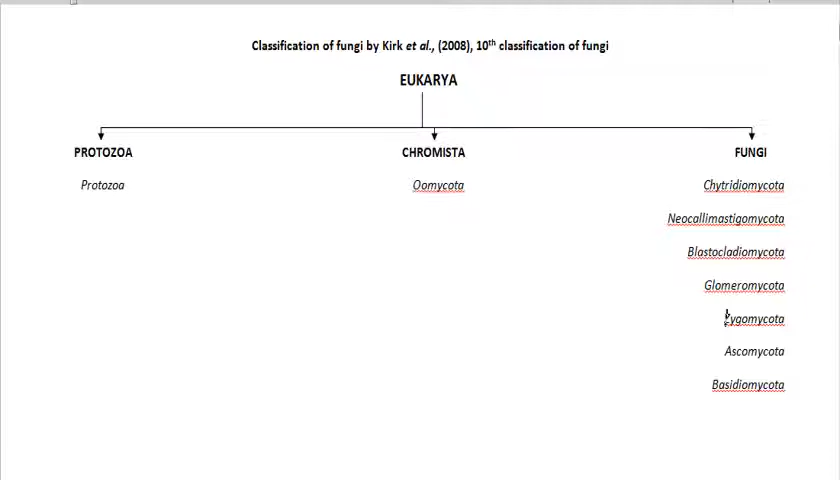 Classification of fungi by Kirk et al., (2008), 10th classification of fungi
EUKARYA
PROTOZOA CHROMISTA FUNGI
Protozoa Oomycota Chytridiomycota
Neocallimastigomycota
Blastocladiomycota
Glomeromycota
Zygomycota
Ascomycota
Basidiomycota